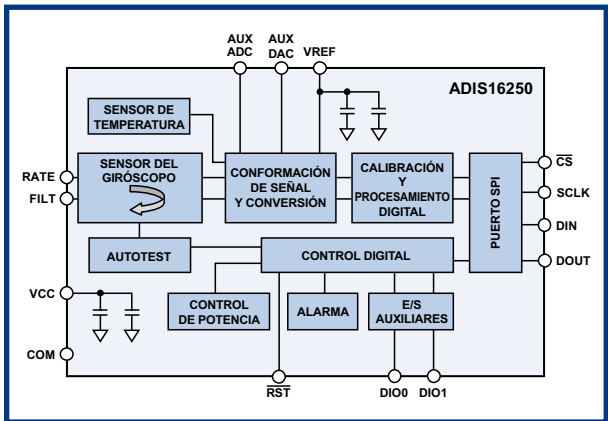 AUX
ADC
AUX
DAC
VREF
ADIS16250
SENSOR DE
TEMPERATURA
SENSOR DEL
GIRÓSCOPO
CONFORMACIÓN
DE SEÑAL
Y CONVERSIÓN
CALIBRACIÓN
Y
PROCESAMIENTO
DIGITAL
PUERTO SPI
RATE
FILT
CS
SCLK
DIN
DOUT
AUTOTEST
CONTROL DIGITAL
VCC
CONTROL
DE POTENCIA
ALARMA
E/S
AUXILIARES
COM
RST
DIO0
DIO1